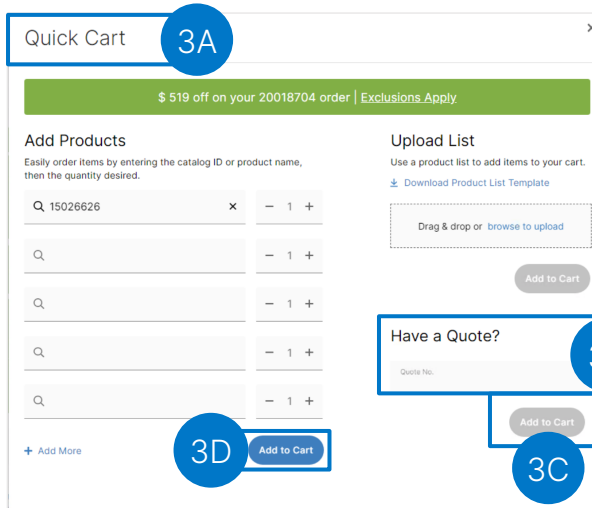 Quick Cart
3A
$ 519 off on your 20018704 order | Exclusions Apply
Add Products
Easily order items by entering the catalog ID or product name,
then the quantity desired.
15026626 × − 1 +
− 1 +
− 1 +
− 1 +
− 1 +
+ Add More
3D
Add to Cart
Upload List
Use a product list to add items to your cart.
Download Product List Template
Drag & drop or browse to upload
Add to Cart
Have a Quote?
Quote No.
Add to Cart
3C